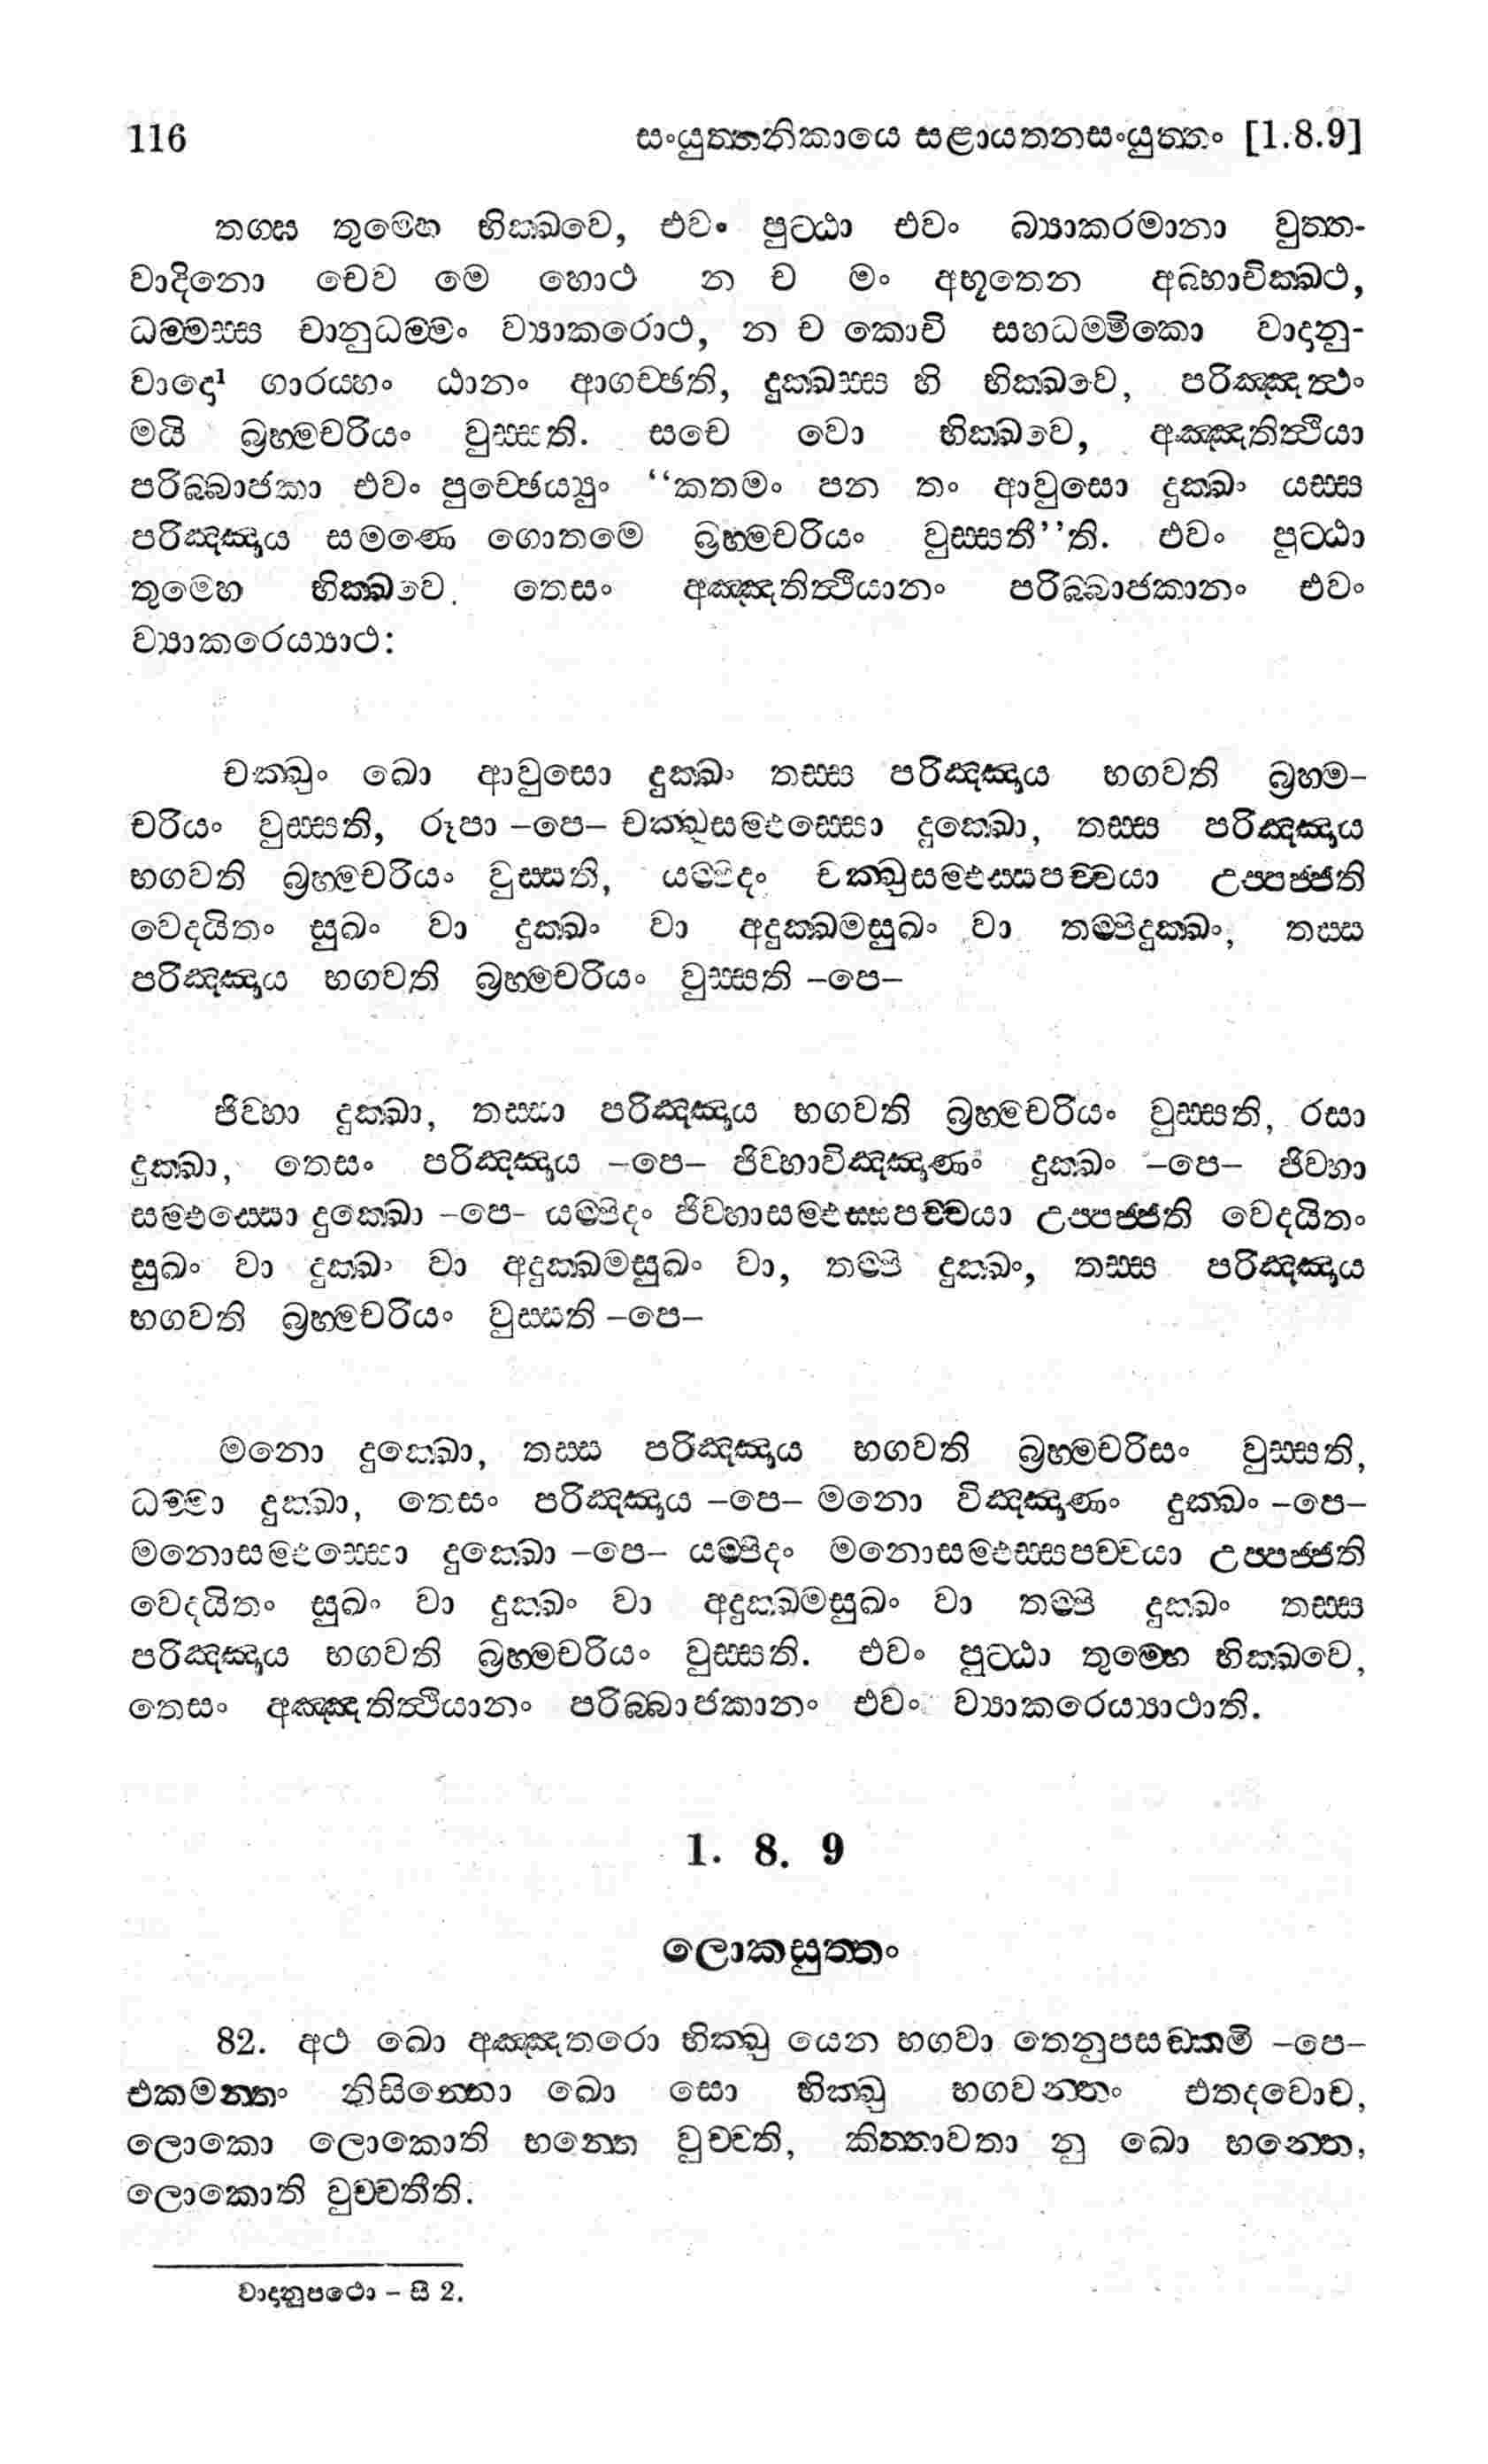 116 සංයුත්තනිකායෙ සළායතනසංයුත්තං [1.8.9]
තගඝ තුම්හෙ භික්ඛවෙ, එවං පුට්ඨා එවං බ්‍යාකරමානා වුත්ත-
වාදිනො චෙව මෙ හොථ න ච මං අභූතෙන අබ්භාචික්ඛථ,
ධම්මස්ස චානුධම්මං ව්‍යාකරොථ, න ච කොචි සහධම්මිකො වාදානු-
වාදො¹ ගාරය්හං ඨානං ආගච්ඡති, දුක්ඛස්ස හි භික්ඛවෙ, පරිඤ්ඤත්ථං
මයි බ්‍රහ්මචරියං වුස්සති. සචෙ වො භික්ඛවෙ, අඤ්ඤතිත්ථියා
පරිබ්බාජකා එවං පුච්ඡෙය්‍යුං “කතමං පන තං ආවුසො දුක්ඛං යස්ස
පරිඤ්ඤාය සමණෙ ගොතමෙ බ්‍රහ්මචරියං වුස්සතී”ති. එවං පුට්ඨා
තුම්හෙ භික්ඛවෙ. තෙසං අඤ්ඤතිත්ථියානං පරිබ්බාජකානං එවං
ව්‍යාකරෙය්‍යාථ:
චක්ඛුං ඛො ආවුසො දුක්ඛං තස්ස පරිඤ්ඤාය භගවති බ්‍රහ්ම-
චරියං වුස්සති, රූපා –පෙ– චක්ඛුසම්ඵස්සො දුක්ඛො, තස්ස පරිඤ්ඤාය
භගවති බ්‍රහ්මචරියං වුස්සති, යම්පිදං චක්ඛුසම්ඵස්සපච්චයා උප්පජ්ජති
වෙදයිතං සුඛං වා දුක්ඛං වා අදුක්ඛමසුඛං වා තම්පිදුක්ඛං, තස්ස
පරිඤ්ඤාය භගවති බ්‍රහ්මචරියං වුස්සති –පෙ–
ජිව්හා දුක්ඛා, තස්සා පරිඤ්ඤාය භගවති බ්‍රහ්මචරියං වුස්සති, රසා
දුක්ඛා, තෙසං පරිඤ්ඤාය –පෙ– ජිව්හාවිඤ්ඤාණං දුක්ඛං –පෙ– ජිව්හා
සම්ඵස්සො දුක්ඛො –පෙ– යම්පිදං ජිව්හාසම්ඵස්සපච්චයා උප්පජ්ජති වෙදයිතං
සුඛං වා දුක්ඛං වා අදුක්ඛමසුඛං වා, තම්පි දුක්ඛං, තස්ස පරිඤ්ඤාය
භගවති බ්‍රහ්මචරියං වුස්සති –පෙ–
මනො දුක්ඛො, තස්ස පරිඤ්ඤාය භගවති බ්‍රහ්මචරිසං වුස්සති,
ධම්මා දුක්ඛා, තෙසං පරිඤ්ඤාය –පෙ– මනො විඤ්ඤාණං දුක්ඛං –පෙ–
මනොසම්ඵස්සො දුක්ඛො –පෙ– යම්පිදං මනොසම්ඵස්සපච්චයා උප්පජ්ජති
වෙදයිතං සුඛං වා දුක්ඛං වා අදුක්ඛමසුඛං වා තම්පි දුක්ඛං තස්ස
පරිඤ්ඤාය භගවති බ්‍රහ්මචරියං වුස්සති. එවං පුට්ඨා තුම්හෙ භික්ඛවෙ,
තෙසං අඤ්ඤතිත්ථියානං පරිබ්බාජකානං එවං ව්‍යාකරෙය්‍යාථාති.
1. 8. 9
ලොකසුත්තං
82. අථ ඛො අඤ්ඤතරො භික්ඛු යෙන භගවා තෙනුපසඞ්කමි –පෙ–
එකමන්තං නිසින්නො ඛො සො භික්ඛු භගවන්තං එතදවොච,
ලොකො ලොකොති භන්තෙ වුච්චති, කිත්තාවතා නු ඛො භන්තෙ,
ලොකොති වුච්චතීති.
වාදානුපථො – සී 2.